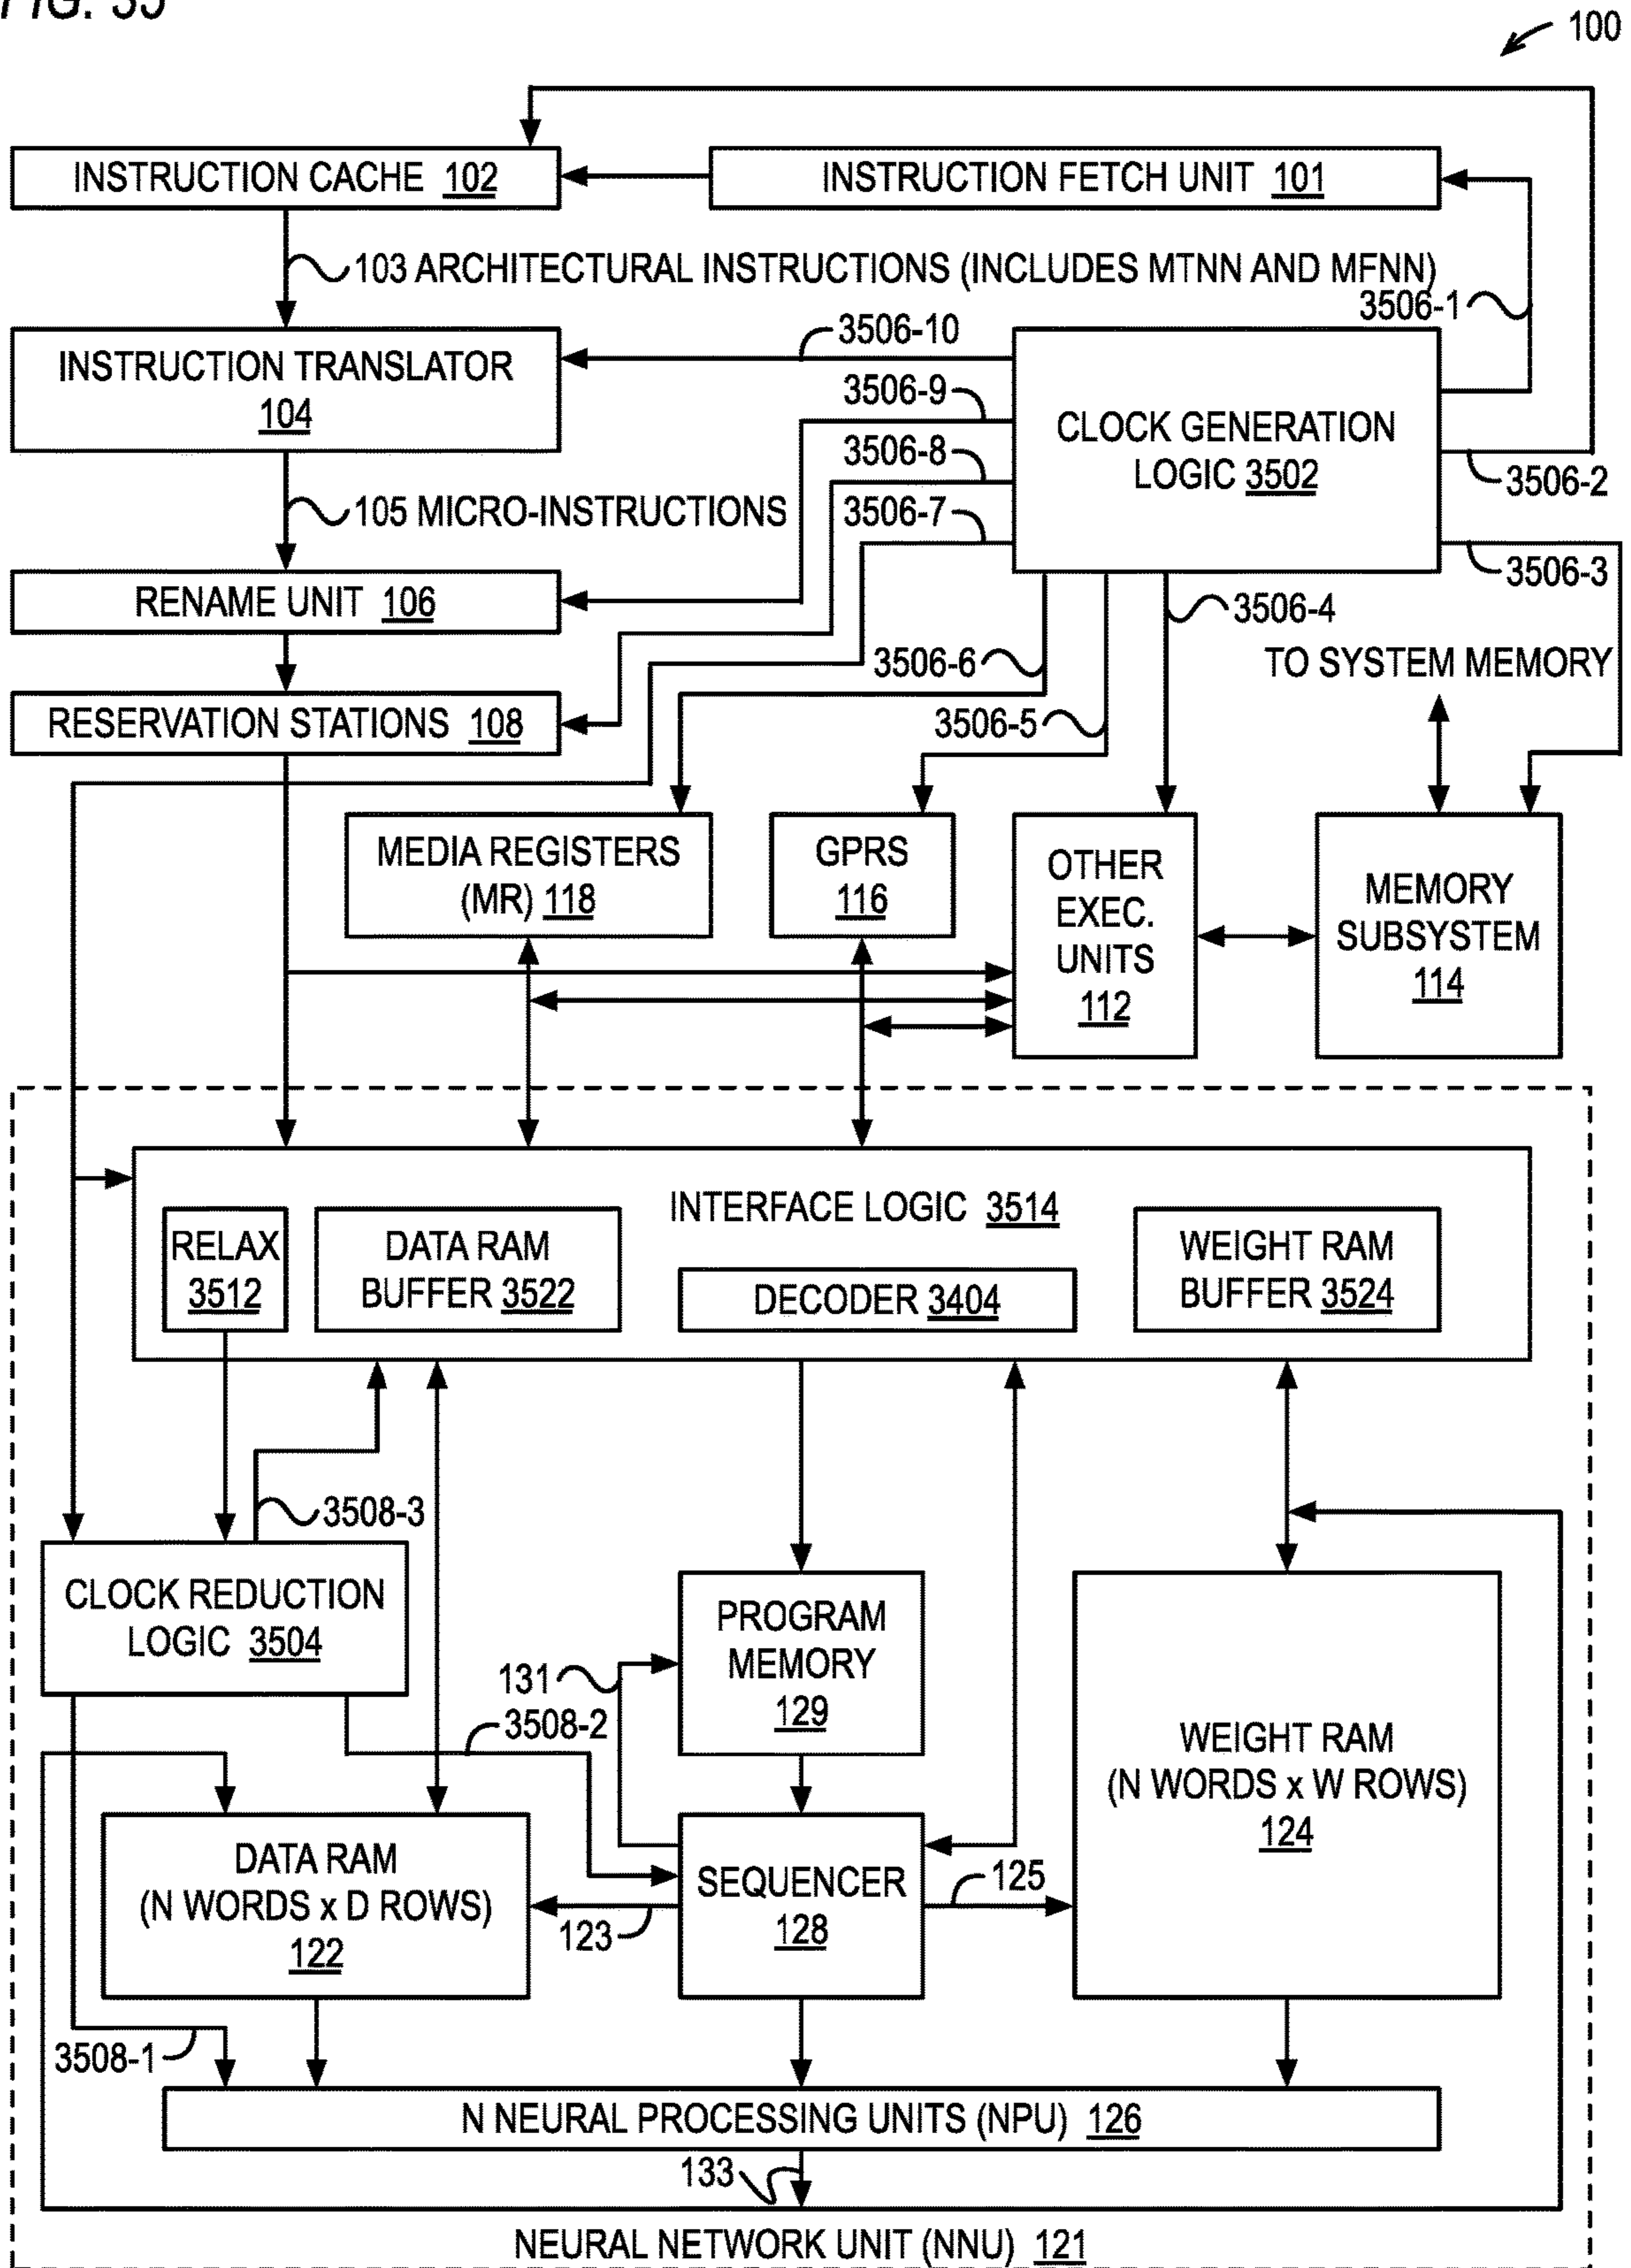 FIG. 35
100
INSTRUCTION CACHE 102
INSTRUCTION FETCH UNIT 101
103 ARCHITECTURAL INSTRUCTIONS (INCLUDES MTNN AND MFNN)
3506-1
3506-10
INSTRUCTION TRANSLATOR
104
3506-9
CLOCK GENERATION
LOGIC 3502
3506-8
3506-2
105 MICRO-INSTRUCTIONS
3506-7
3506-3
RENAME UNIT 106
3506-4
3506-6
TO SYSTEM MEMORY
RESERVATION STATIONS 108
3506-5
MEDIA REGISTERS
(MR) 118
GPRS
116
OTHER
EXEC.
UNITS
112
MEMORY
SUBSYSTEM
114
INTERFACE LOGIC 3514
RELAX
3512
DATA RAM
BUFFER 3522
DECODER 3404
WEIGHT RAM
BUFFER 3524
3508-3
CLOCK REDUCTION
LOGIC 3504
PROGRAM
MEMORY
129
131
3508-2
WEIGHT RAM
(N WORDS x W ROWS)
124
DATA RAM
(N WORDS x D ROWS)
122
SEQUENCER
128
125
123
3508-1
N NEURAL PROCESSING UNITS (NPU) 126
133
NEURAL NETWORK UNIT (NNU) 121